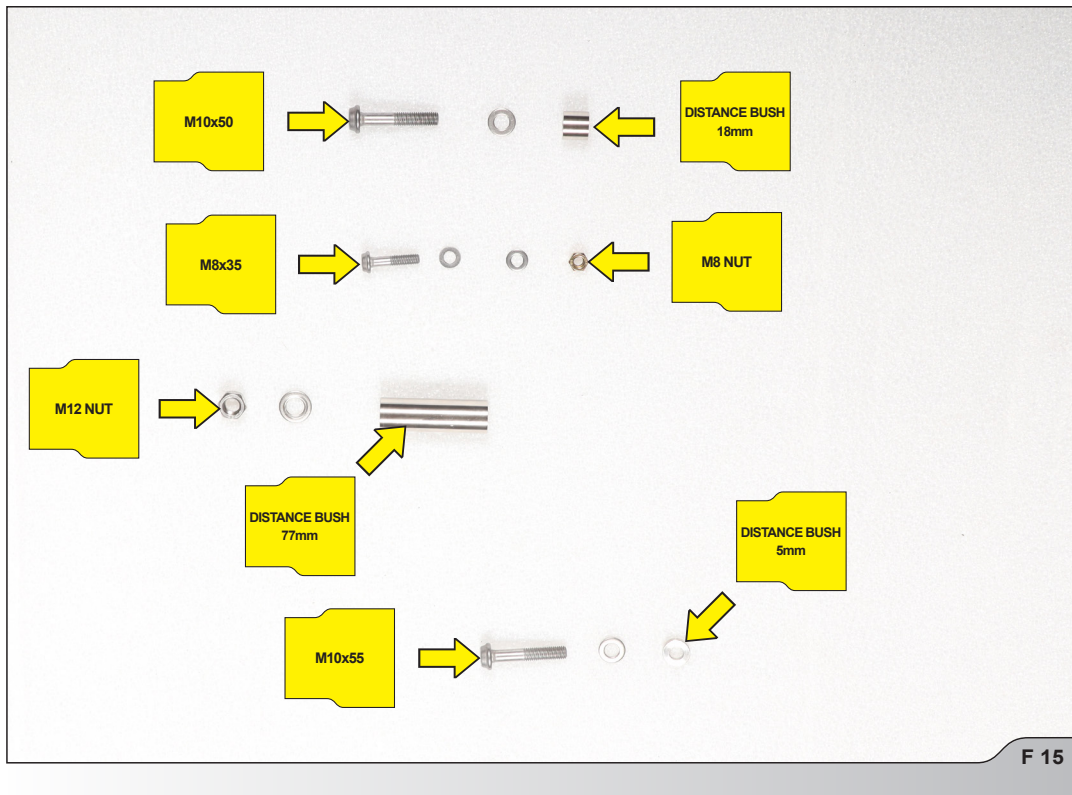 M10x50
DISTANCE BUSH
18mm
M8x35
M8 NUT
M12 NUT
DISTANCE BUSH
77mm
DISTANCE BUSH
5mm
M10x55
F 15